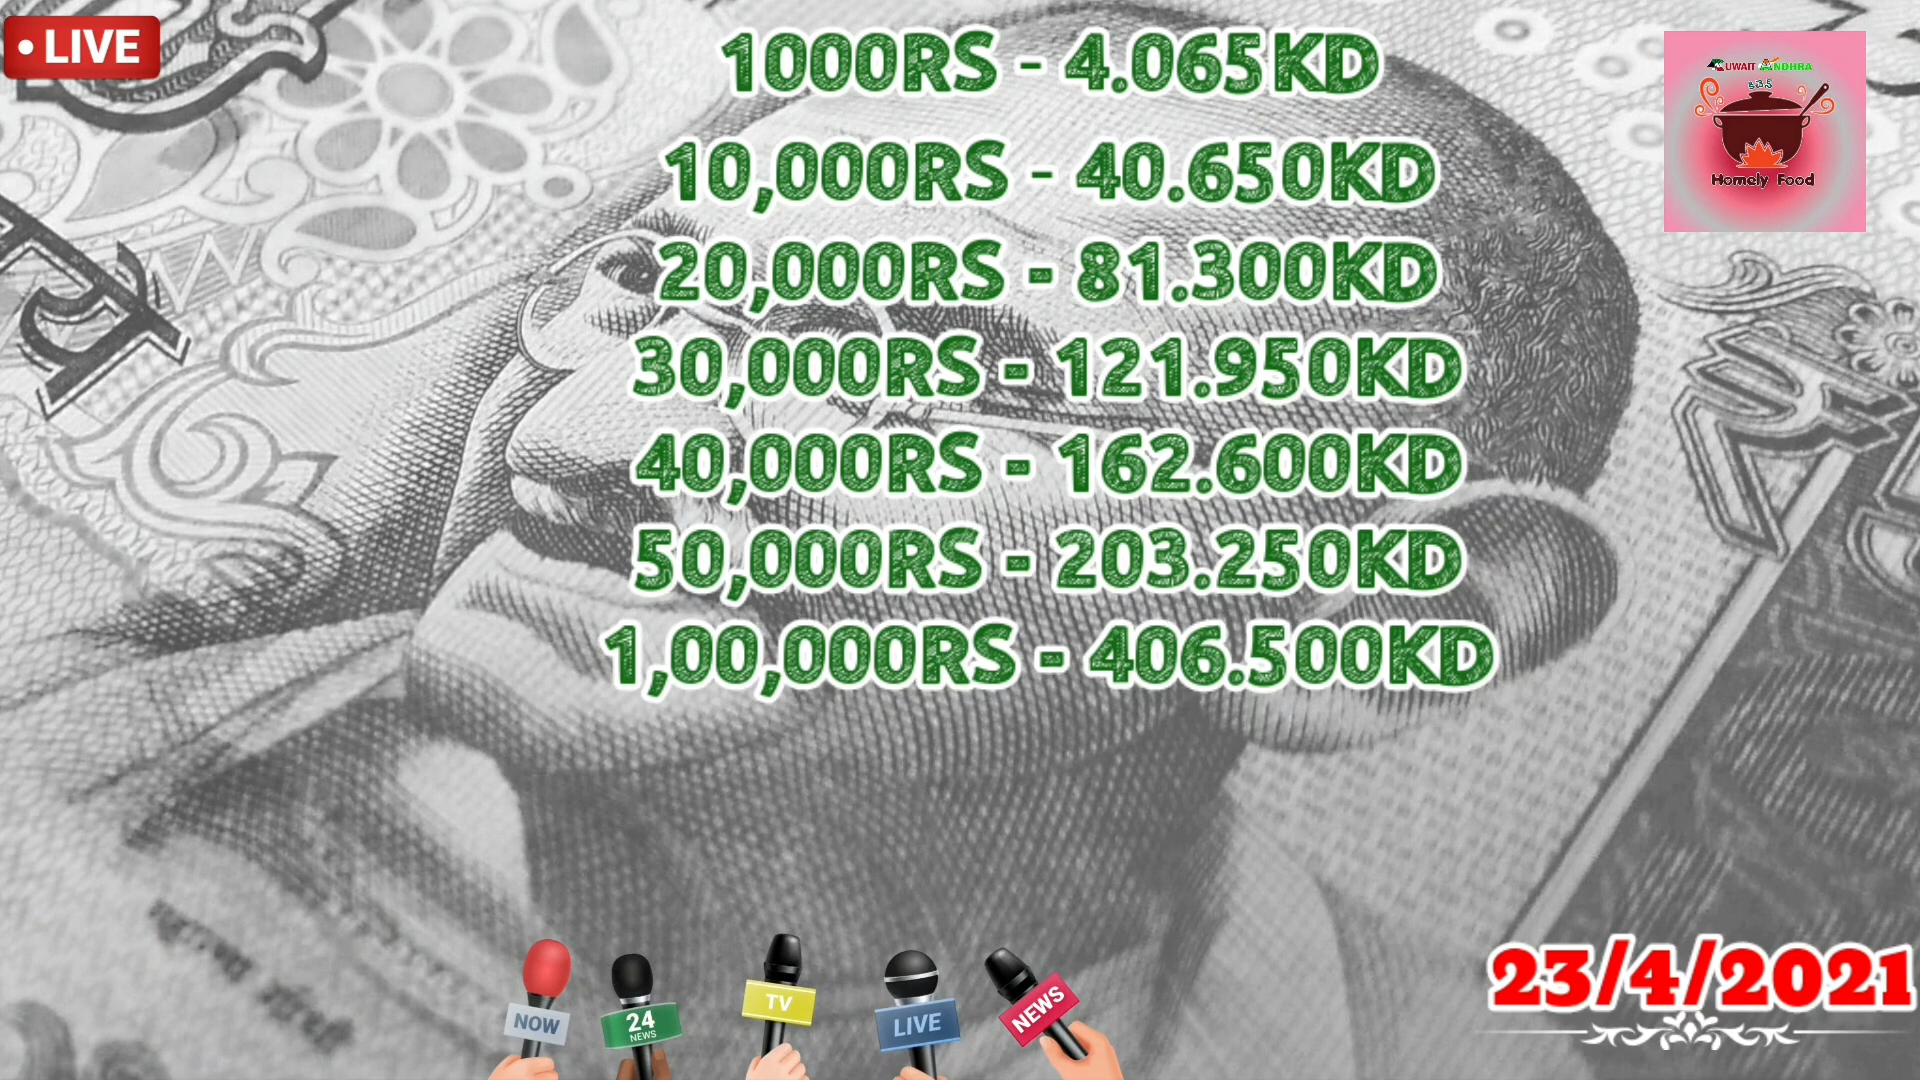 LIVE
1000RS - 4.065KD
10,000RS - 40.650KD
20,000RS - 81.300KD
30,000RS - 121.950KD
40,000RS - 162.600KD
50,000RS - 203.250KD
1,00,000RS - 406.500KD
KUWAIT ANDHRA
Homely Food
NOW
24
NEWS
TV
LIVE
NEWS
23/4/2021